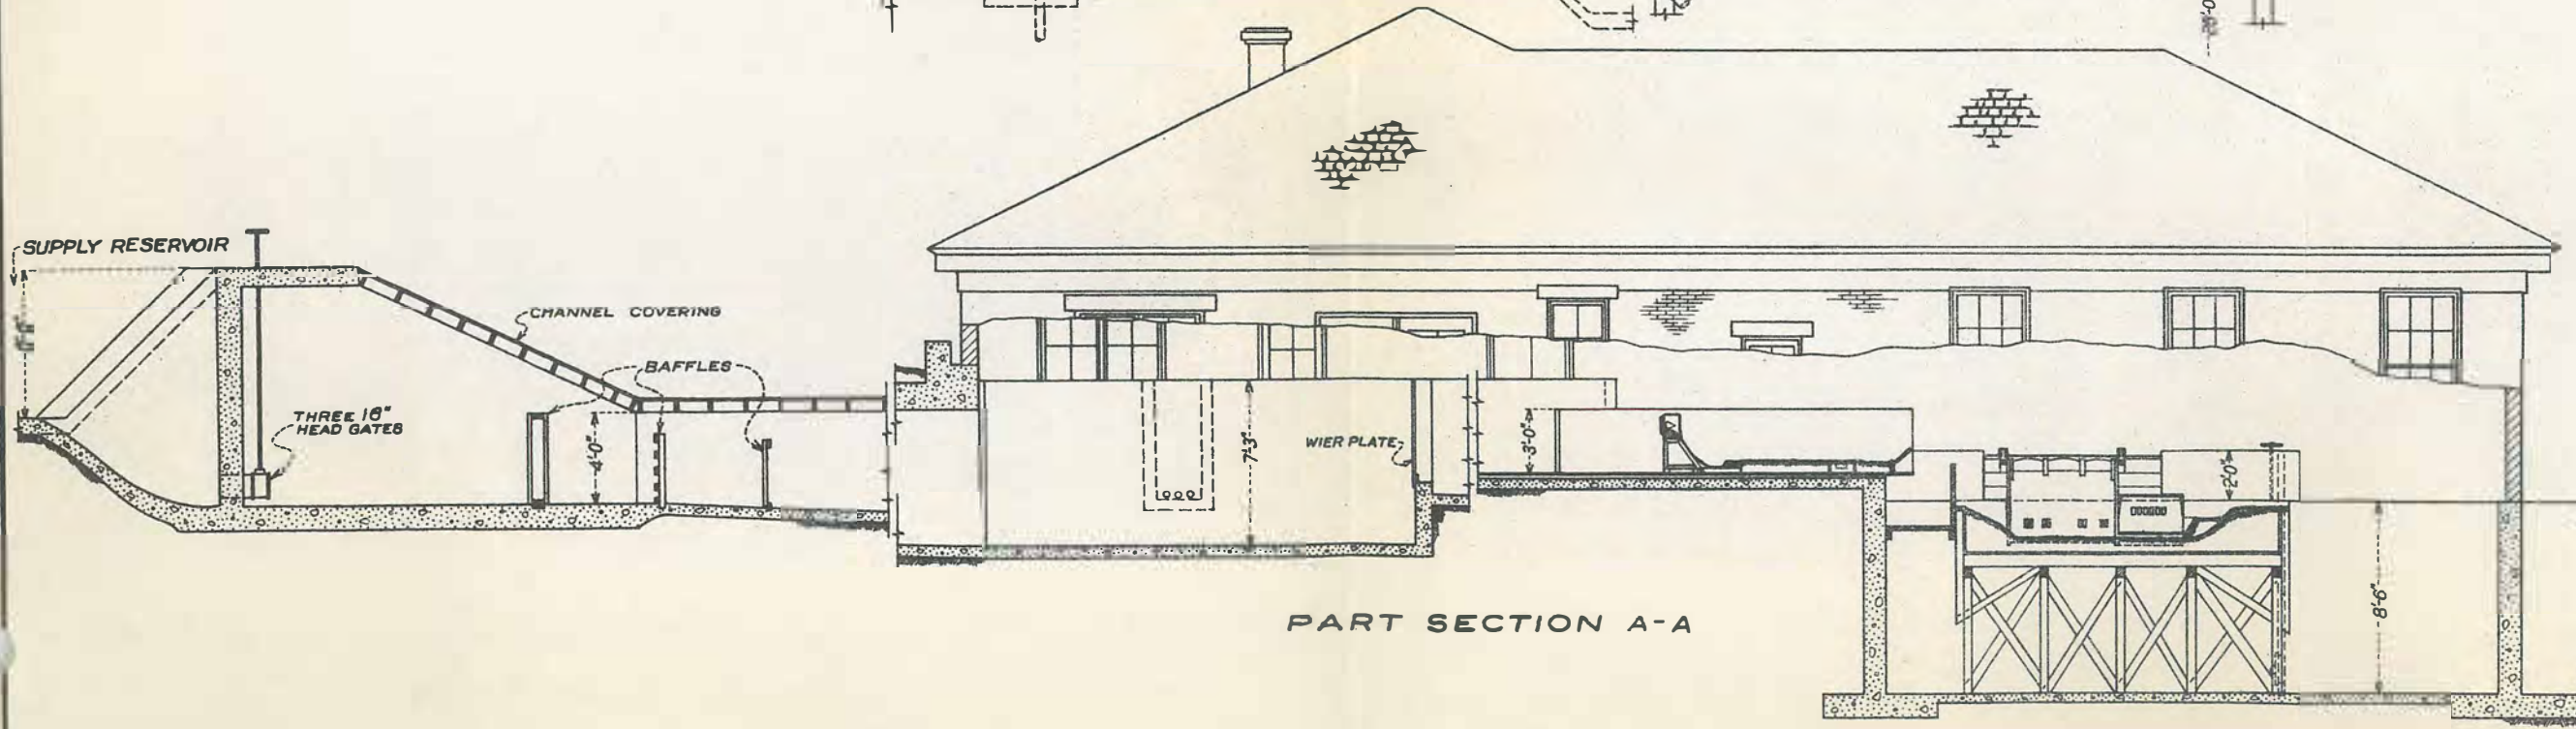 SUPPLY RESERVOIR
CHANNEL COVERING
BAFFLES
THREE 16"
HEAD GATES
4'-0"
7'-3"
WIER PLATE
3'-0"
2'-0"
8'-6"
PART SECTION A-A